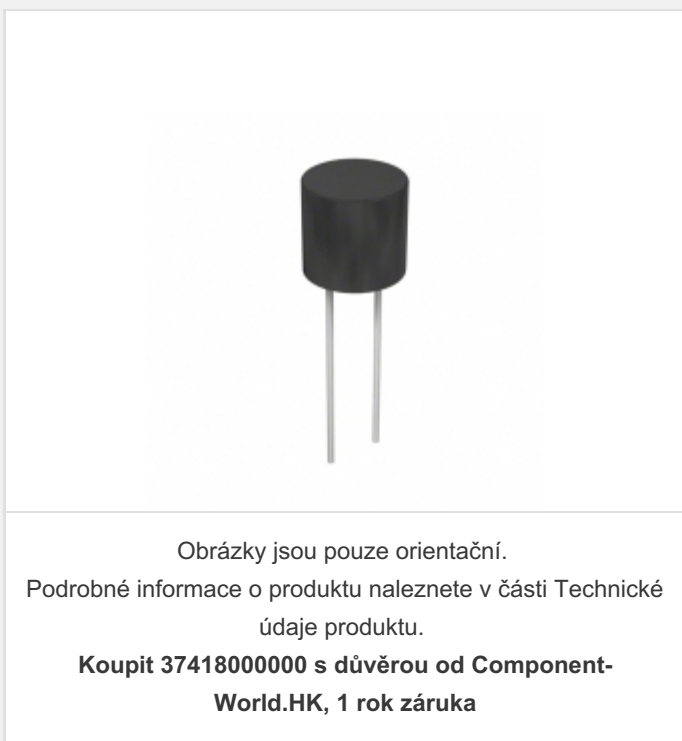 Obrázky jsou pouze orientační.
Podrobné informace o produktu naleznete v části Technické
údaje produktu.
Koupit 37418000000 s důvěrou od Component-
World.HK, 1 rok záruka